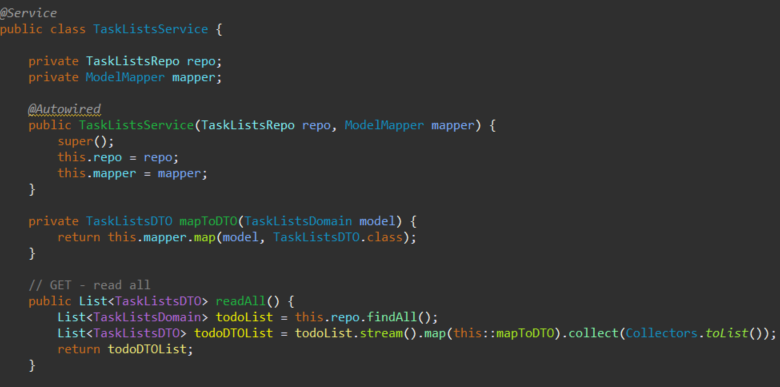 @Service
public class TaskListsService {
private TaskListsRepo repo;
private ModelMapper mapper;
@Autowired
public TaskListsService(TaskListsRepo repo, ModelMapper mapper) {
super();
this.repo = repo;
this.mapper = mapper;
}
private TaskListsDTO mapToDTO(TaskListsDomain model) {
return this.mapper.map(model, TaskListsDTO.class);
}
// GET - read all
public List<TaskListsDTO> readAll() {
List<TaskListsDomain> todoList = this.repo.findAll();
List<TaskListsDTO> todoDTOList = todoList.stream().map(this::mapToDTO).collect(Collectors.toList());
return todoDTOList;
}